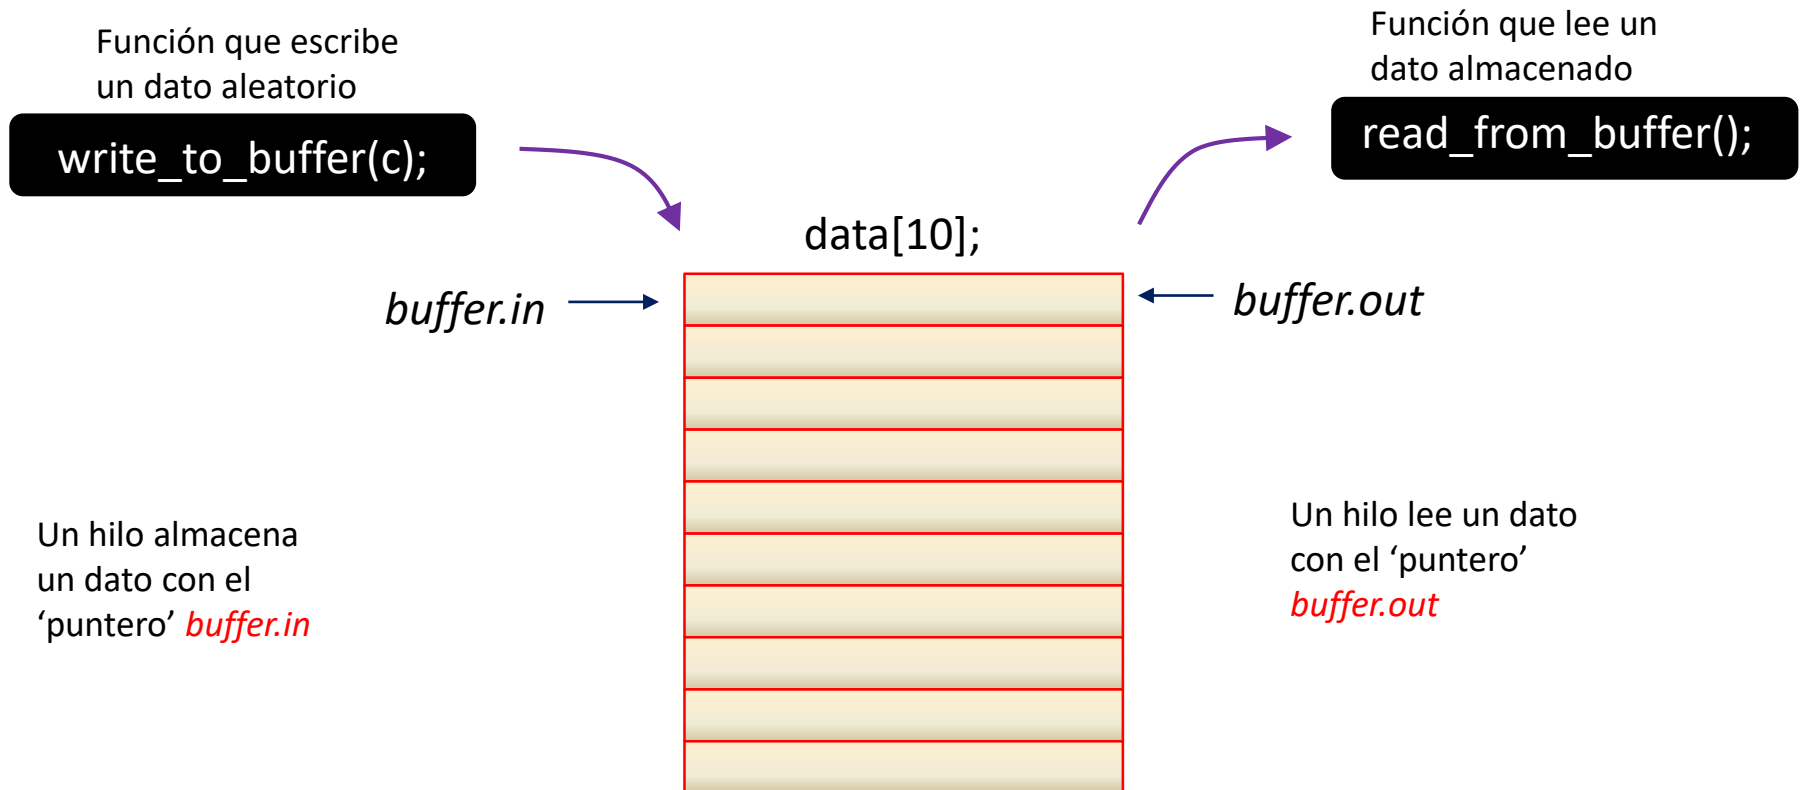 Función que escribe
un dato aleatorio
write_to_buffer(c);
Función que lee un
dato almacenado
read_from_buffer();
data[10];
buffer.in
buffer.out
Un hilo almacena
un dato con el
‘puntero’ buffer.in
Un hilo lee un dato
con el ‘puntero’
buffer.out